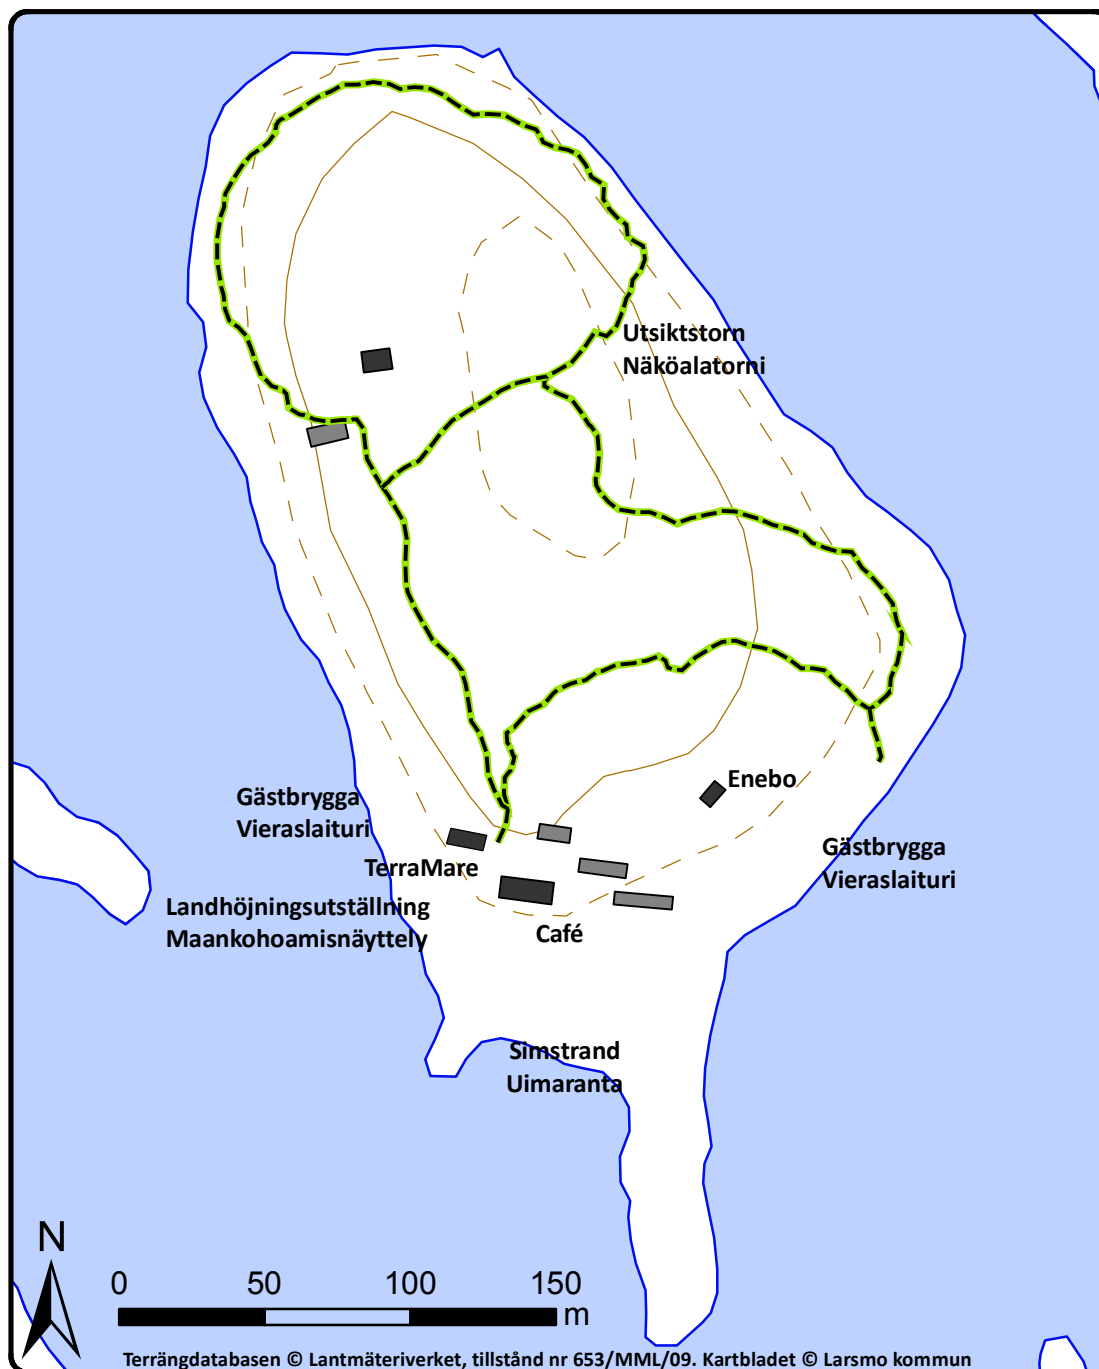 Utsiktstorn
Näköalatorni
Enebo
Gästbrygga
Vieraslaituri
TerraMare
Gästbrygga
Vieraslaituri
Landhöjningsutställning
Maankohoamisnäyttely
Café
Simstrand
Uimaranta
N
0 50 100 150
m
Terrängdatabasen © Lantmäteriverket, tillstånd nr 653/MML/09. Kartbladet © Larsmo kommun